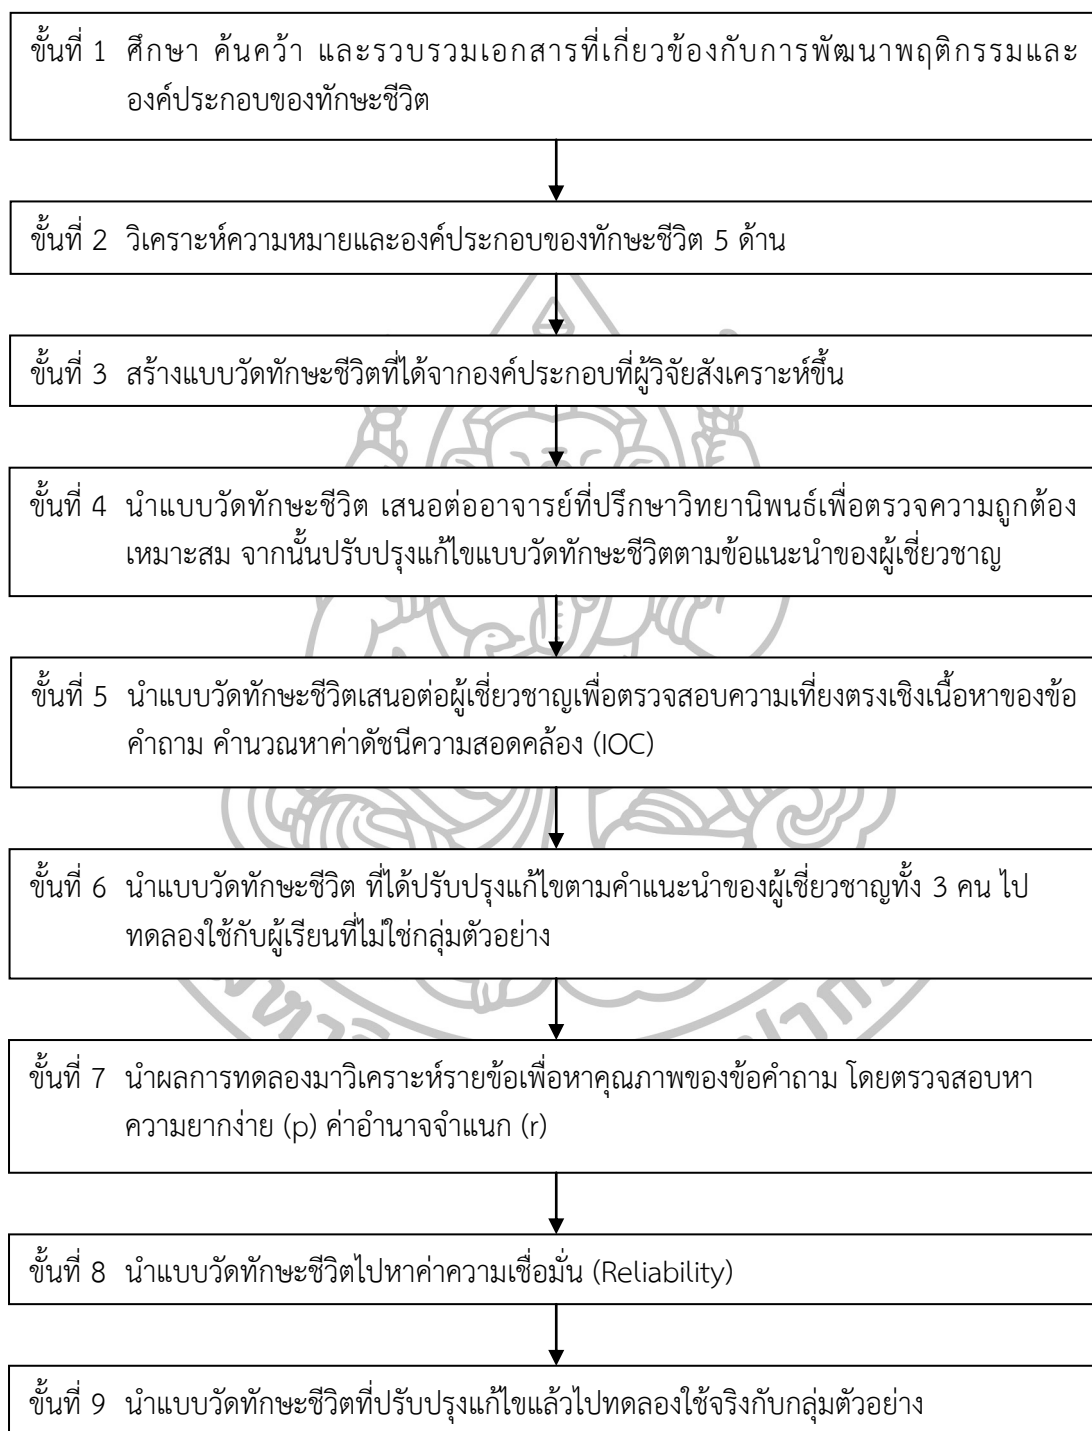 ขั้นที่ 1 ศึกษา ค้นคว้า และรวบรวมเอกสารที่เกี่ยวข้องกับการพัฒนาพฤติกรรมและ
องค์ประกอบของทักษะชีวิต
ขั้นที่ 2 วิเคราะห์ความหมายและองค์ประกอบของทักษะชีวิต 5 ด้าน
ขั้นที่ 3 สร้างแบบวัดทักษะชีวิตที่ได้จากองค์ประกอบที่ผู้วิจัยสังเคราะห์ขึ้น
ขั้นที่ 4 นำแบบวัดทักษะชีวิต เสนอต่ออาจารย์ที่ปรึกษาวิทยานิพนธ์เพื่อตรวจความถูกต้อง
เหมาะสม จากนั้นปรับปรุงแก้ไขแบบวัดทักษะชีวิตตามข้อแนะนำของผู้เชี่ยวชาญ
ขั้นที่ 5 นำแบบวัดทักษะชีวิตเสนอต่อผู้เชี่ยวชาญเพื่อตรวจสอบความเที่ยงตรงเชิงเนื้อหาของข้อ
คำถาม คำนวณหาค่าดัชนีความสอดคล้อง (IOC)
ขั้นที่ 6 นำแบบวัดทักษะชีวิต ที่ได้ปรับปรุงแก้ไขตามคำแนะนำของผู้เชี่ยวชาญทั้ง 3 คน ไป
ทดลองใช้กับผู้เรียนที่ไม่ใช่กลุ่มตัวอย่าง
ขั้นที่ 7 นำผลการทดลองมาวิเคราะห์รายข้อเพื่อหาคุณภาพของข้อคำถาม โดยตรวจสอบหา
ความยากง่าย (p) ค่าอำนาจจำแนก (r)
ขั้นที่ 8 นำแบบวัดทักษะชีวิตไปหาค่าความเชื่อมั่น (Reliability)
ขั้นที่ 9 นำแบบวัดทักษะชีวิตที่ปรับปรุงแก้ไขแล้วไปทดลองใช้จริงกับกลุ่มตัวอย่าง